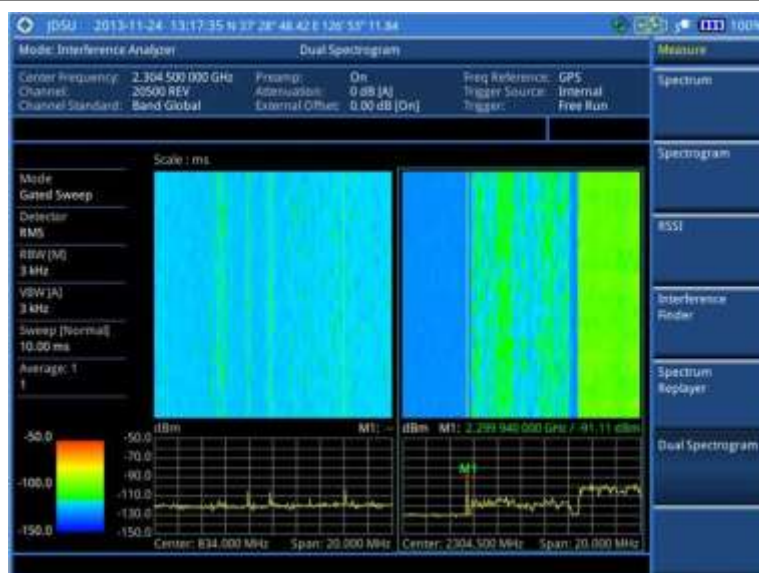 JDSU 2013-11-24 13:17:35 N 37° 28' 48.42 E 126° 53' 11.84 100%
Mode: Interference Analyzer Dual Spectrogram Measure
Center Frequency: 2.304 500 000 GHz Preamp: On Freq Reference: GPS
Channel: 20500 REV Attenuation: 0 dB [A] Trigger Source: Internal
Channel Standard: Band Global External Offset: 0.00 dB [On] Trigger: Free Run
Spectrum
Spectrogram
RSSI
Interference
Finder
Spectrum
Replayer
Dual Spectrogram
Scale : ms
Mode
Gated Sweep
Detector
RMS
RBW [M]
3 kHz
VBW [A]
3 kHz
Sweep [Normal]
10.00 ms
Average: 1
1
-50.0
-100.0
-150.0
dBm M1: --
dBm M1: 2.299 940 000 GHz / -91.11 dBm
-50.0
-70.0
-90.0
-110.0
-130.0
-150.0
M1
Center: 834.000 MHz Span: 20.000 MHz
Center: 2304.500 MHz Span: 20.000 MHz